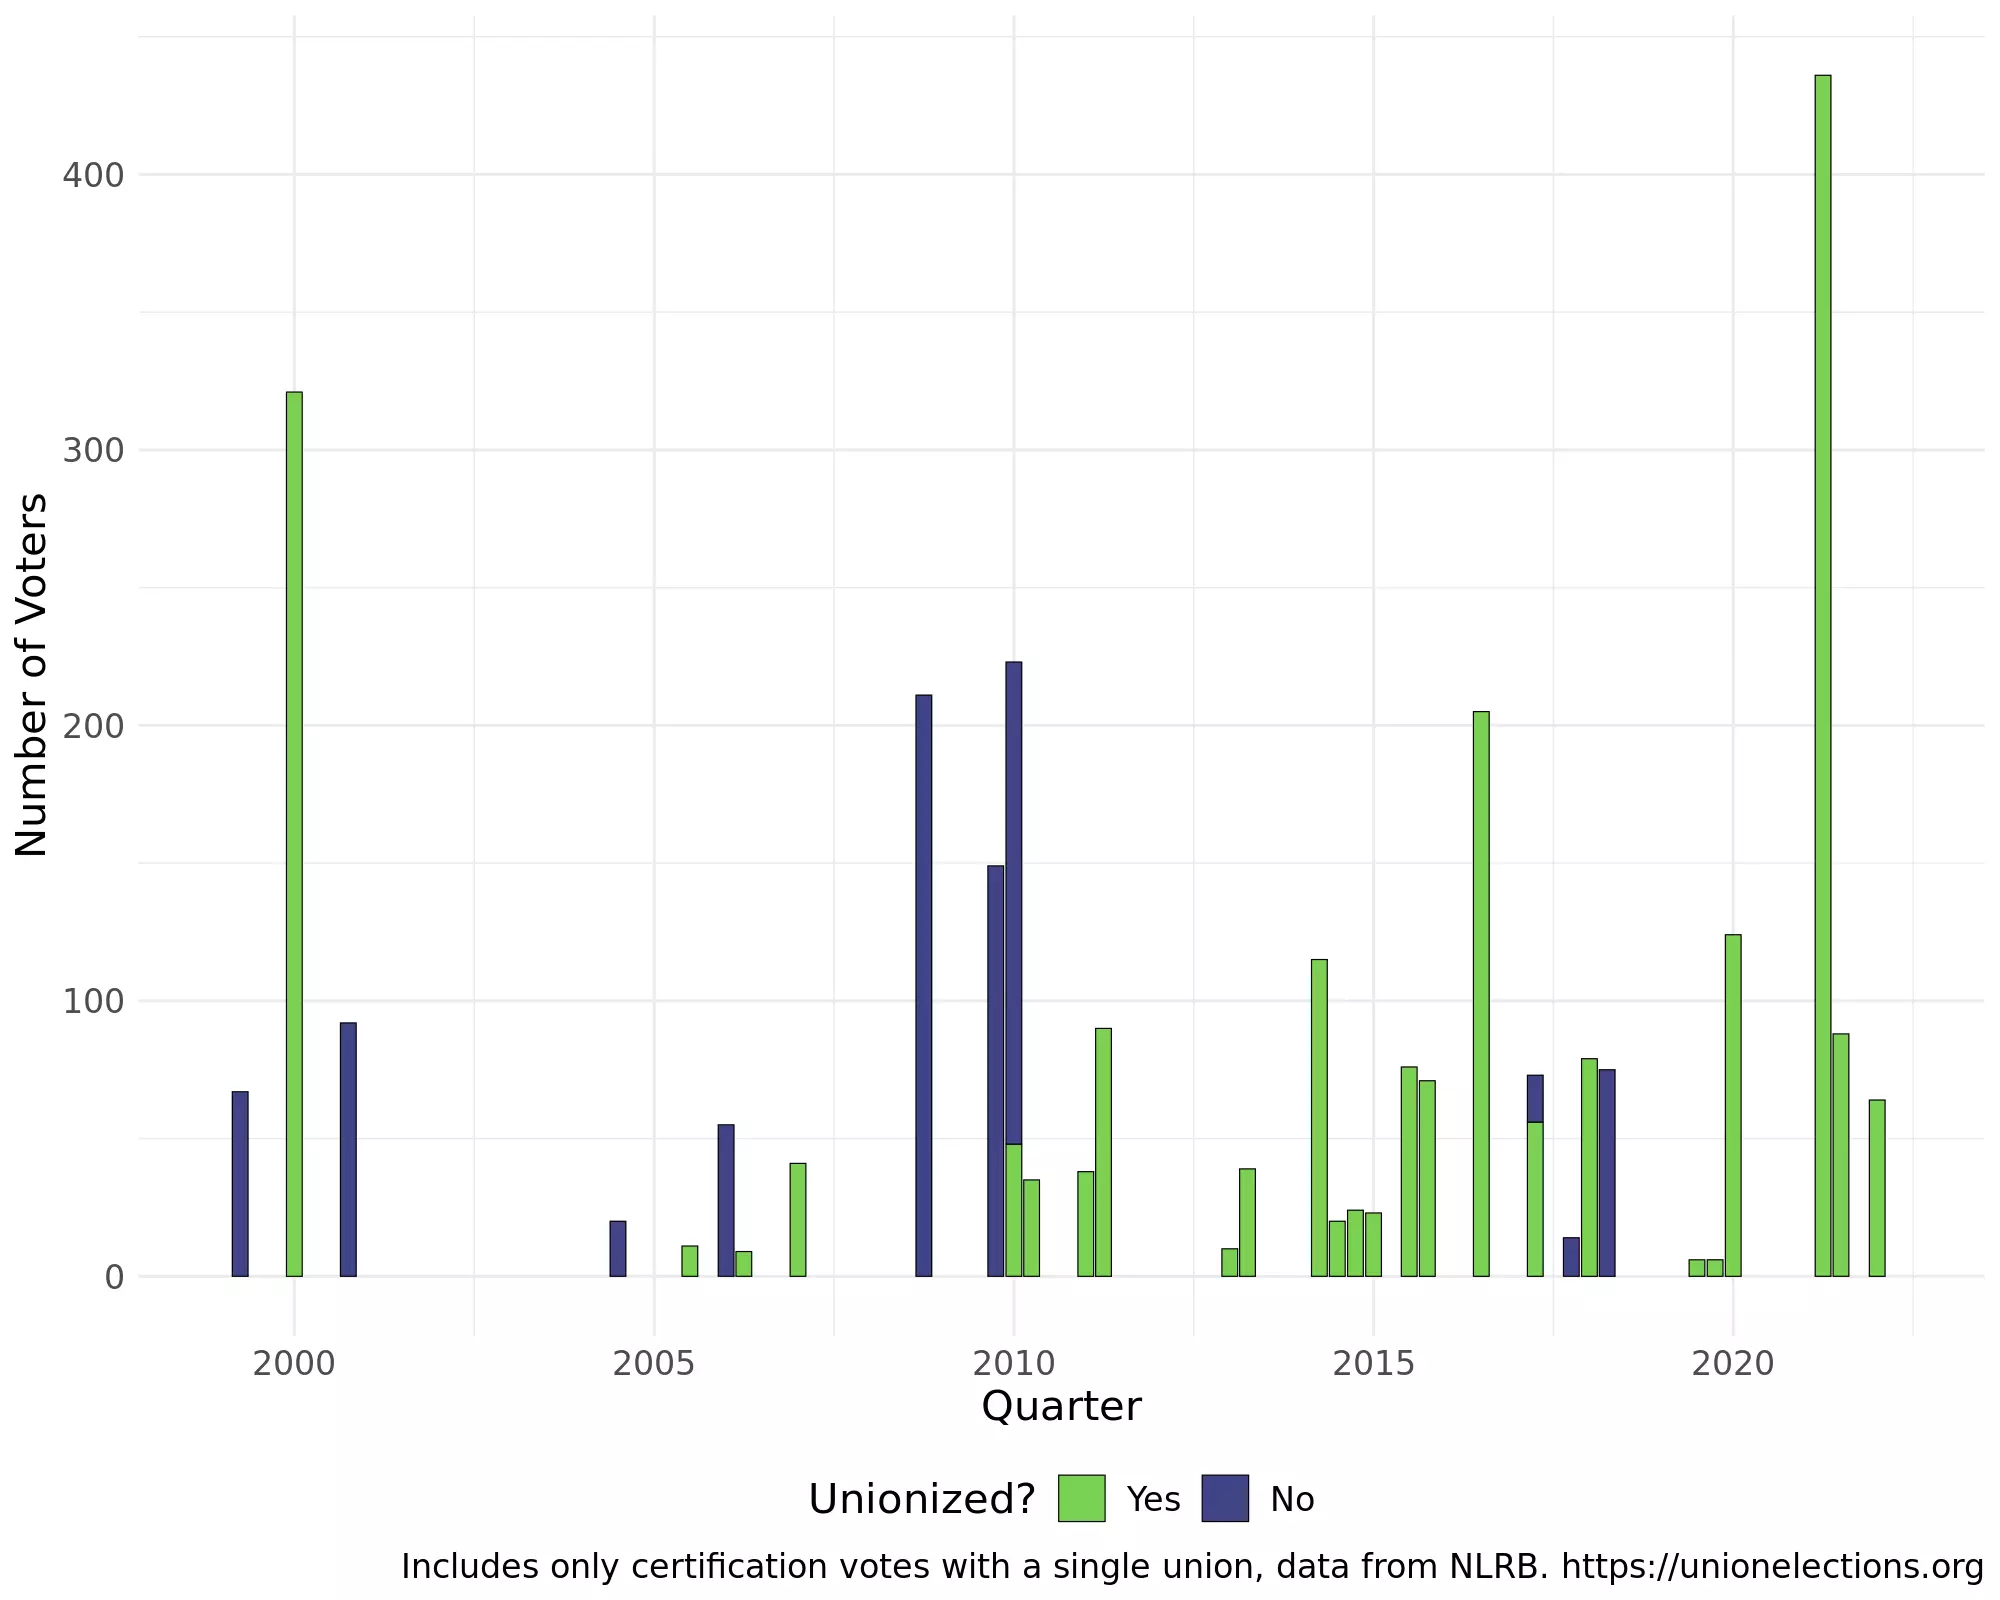 Number of Voters
400
300
200
100
0
2000 2005 2010 2015 2020
Quarter
Unionized? Yes No
Includes only certification votes with a single union, data from NLRB. https://unionelections.org